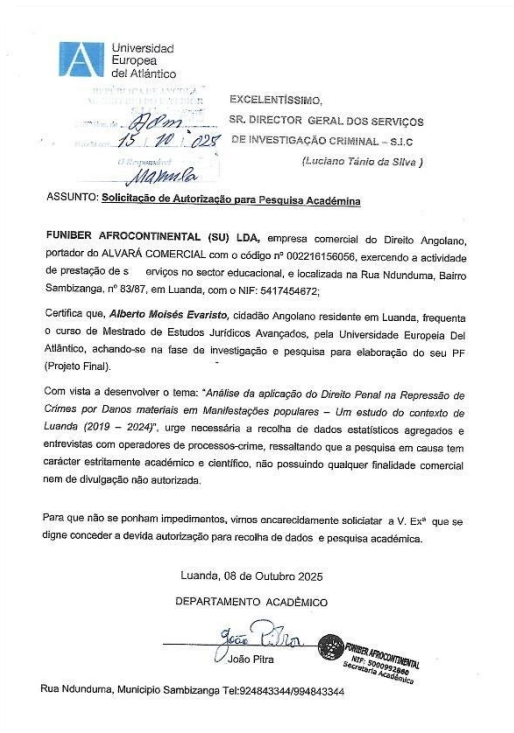 Universidad
Europea
del Atlántico
REPÚBLICA DE ANGOLA
15 / 10 / 025
O Responsável
EXCELENTÍSSIMO,
SR. DIRECTOR GERAL DOS SERVIÇOS
DE INVESTIGAÇÃO CRIMINAL – S.I.C
(Luciano Tânio da Silva )
ASSUNTO: Solicitação de Autorização para Pesquisa Académina
FUNIBER AFROCONTINENTAL (SU) LDA, empresa comercial do Direito Angolano,
portador do ALVARÁ COMERCIAL com o código nº 002216156056, exercendo a actividade
de prestação de s erviços no sector educacional, e localizada na Rua Ndunduma, Bairro
Sambizanga, nº 83/87, em Luanda, com o NIF: 5417454672;
Certifica que, Alberto Moisés Evaristo, cidadão Angolano residente em Luanda, frequenta
o curso de Mestrado de Estudos Jurídicos Avançados, pela Universidade Europeia Del
Atlântico, achando-se na fase de investigação e pesquisa para elaboração do seu PF
(Projeto Final).
Com vista a desenvolver o tema: “Análise da aplicação do Direito Penal na Repressão de
Crimes por Danos materiais em Manifestações populares – Um estudo do contexto de
Luanda (2019 – 2024)”, urge necessária a recolha de dados estatísticos agregados e
entrevistas com operadores de processos-crime, ressaltando que a pesquisa em causa tem
carácter estritamente académico e científico, não possuindo qualquer finalidade comercial
nem de divulgação não autorizada.
Para que não se ponham impedimentos, vimos encarecidamente soliciatar a V. Exª que se
digne conceder a devida autorização para recolha de dados e pesquisa académica.
Luanda, 08 de Outubro 2025
DEPARTAMENTO ACADÊMICO
João Pitra
João Pitra
FUNIBER AFROCONTINENTAL
NIF: 5000992868
Secretaria Académica
Rua Ndunduma, Municipio Sambizanga Tel:924843344/994843344